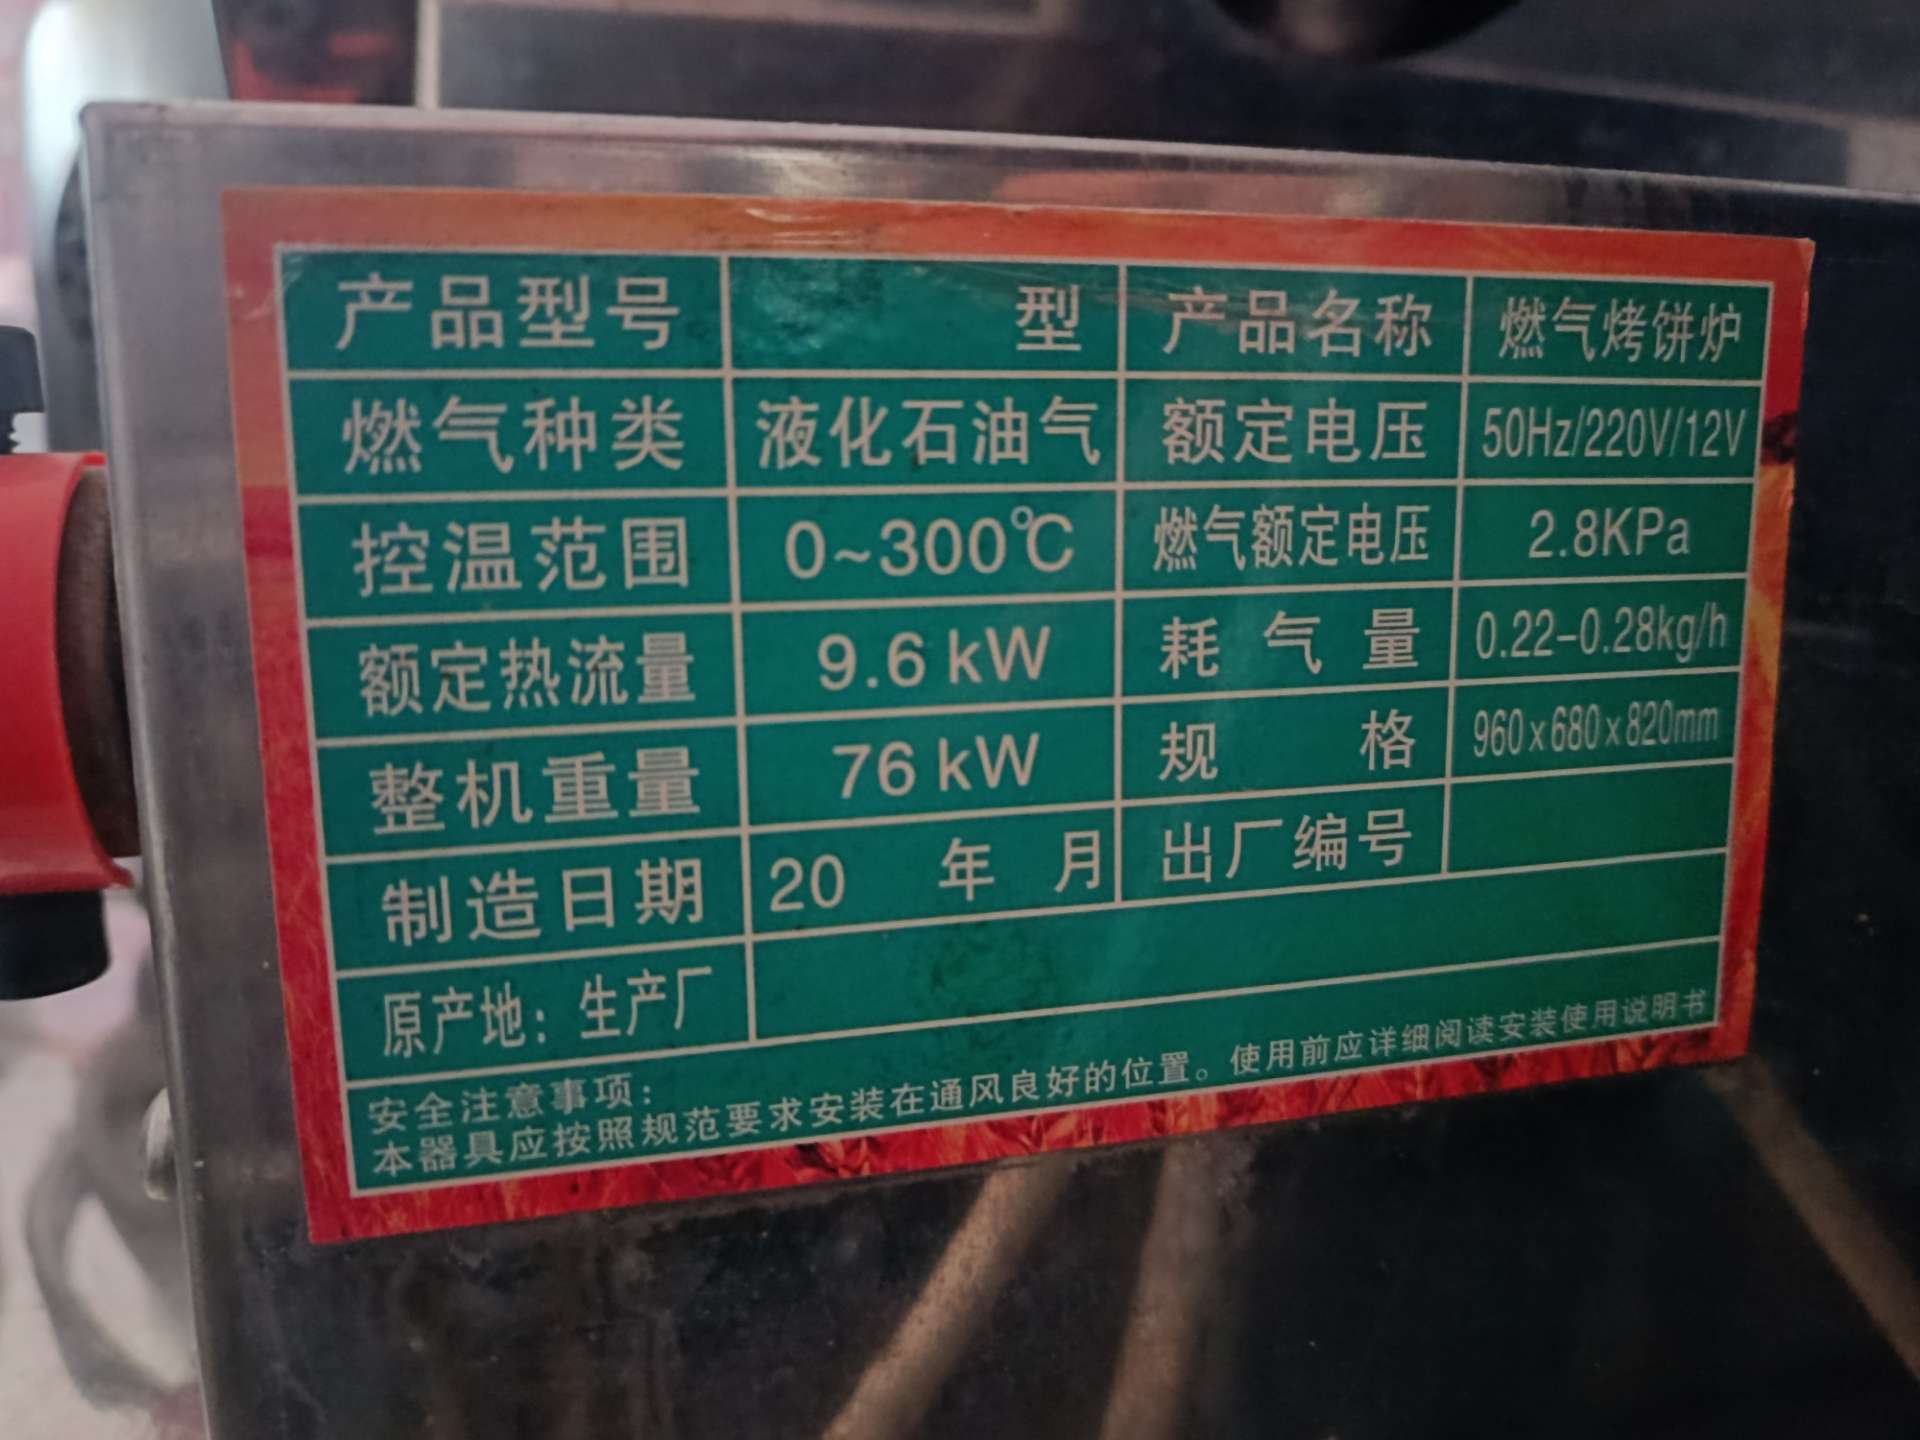 产品型号 型 产品名称 燃气烤饼炉
燃气种类 液化石油气 额定电压 50Hz/220V/12V
控温范围 0~300℃ 燃气额定电压 2.8KPa
额定热流量 9.6kW 耗气量 0.22-0.28kg/h
整机重量 76kW 规格 960x680x820mm
制造日期 20 年 月 出厂编号
原产地：生产厂
安全注意事项：
本器具应按照规范要求安装在通风良好的位置。使用前应详细阅读安装使用说明书